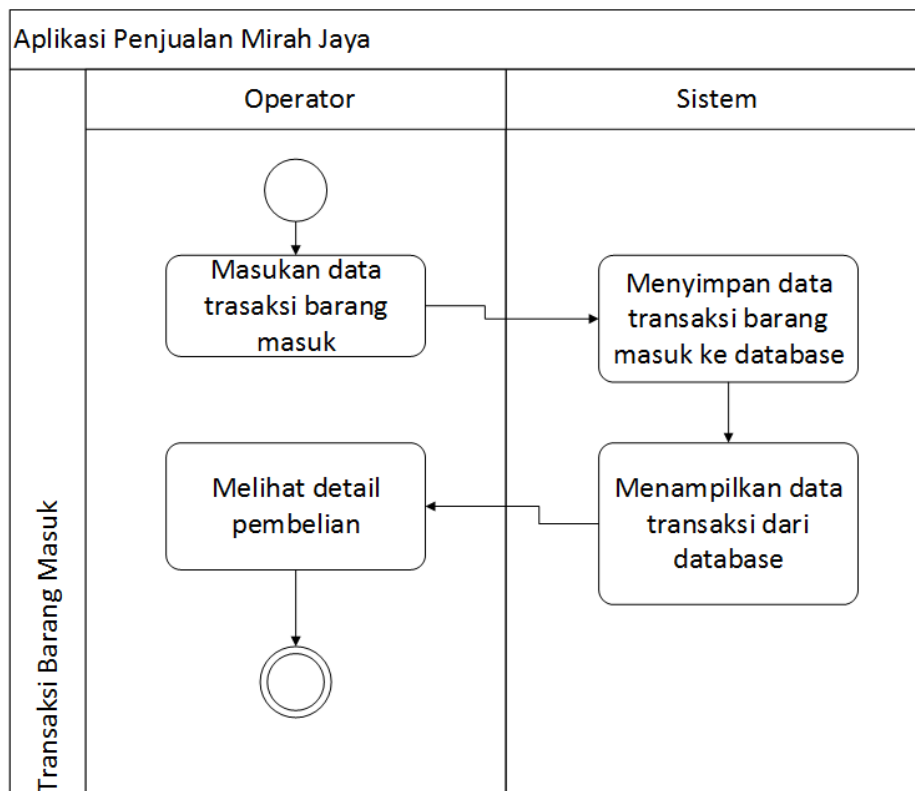 Aplikasi Penjualan Mirah Jaya
Operator
Sistem
Masukan data
trasaksi barang
masuk
Menyimpan data
transaksi barang
masuk ke database
Melihat detail
pembelian
Menampilkan data
transaksi dari
database
Transaksi Barang Masuk